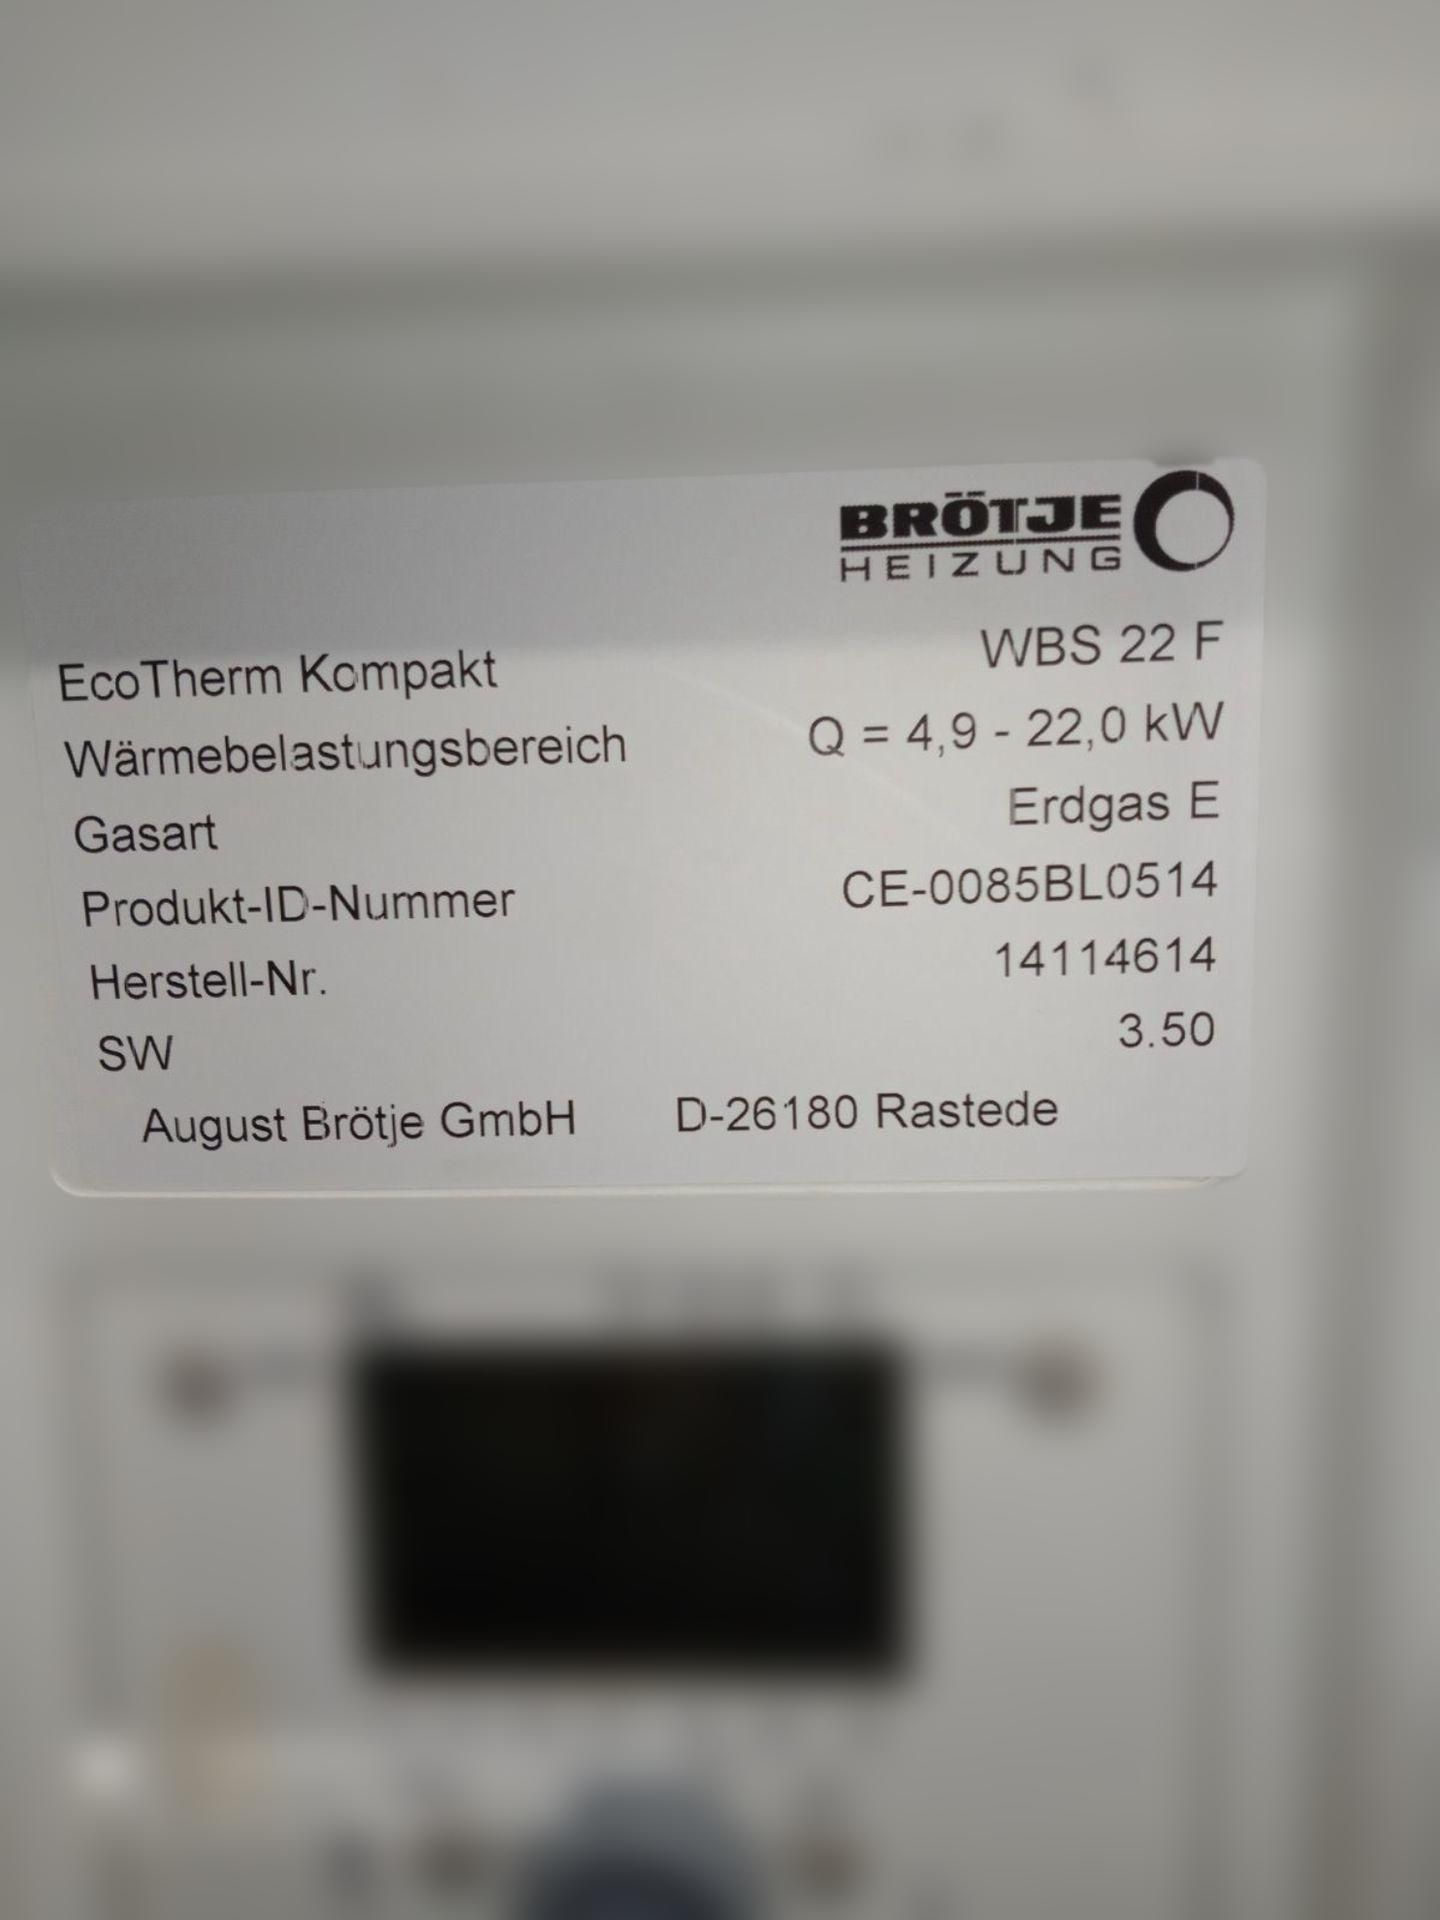 BRÖTJE
HEIZUNG
EcoTherm Kompakt WBS 22 F
Wärmebelastungsbereich Q = 4,9 - 22,0 kW
Gasart Erdgas E
Produkt-ID-Nummer CE-0085BL0514
Herstell-Nr. 14114614
SW 3.50
August Brötje GmbH D-26180 Rastede